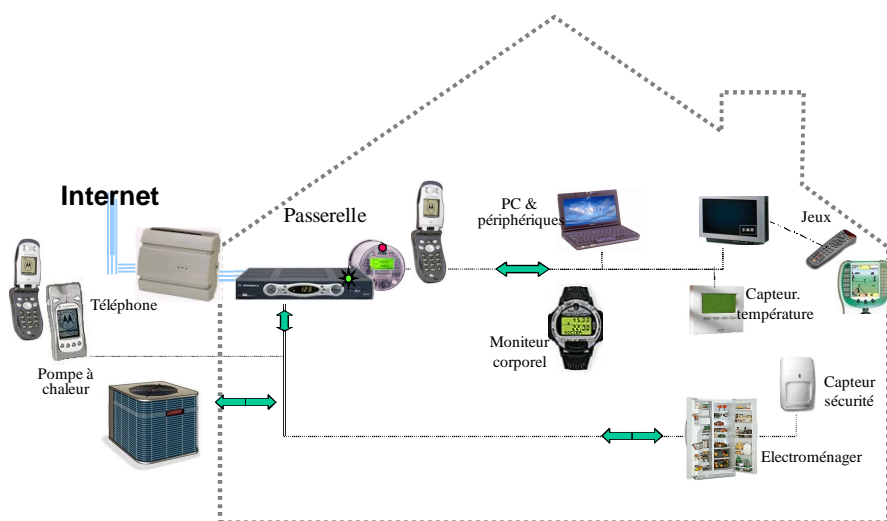 Internet
Passerelle
PC &
périphériques
Jeux
Téléphone
Capteur.
température
Moniteur
corporel
Pompe à
chaleur
Capteur
sécurité
Electroménager